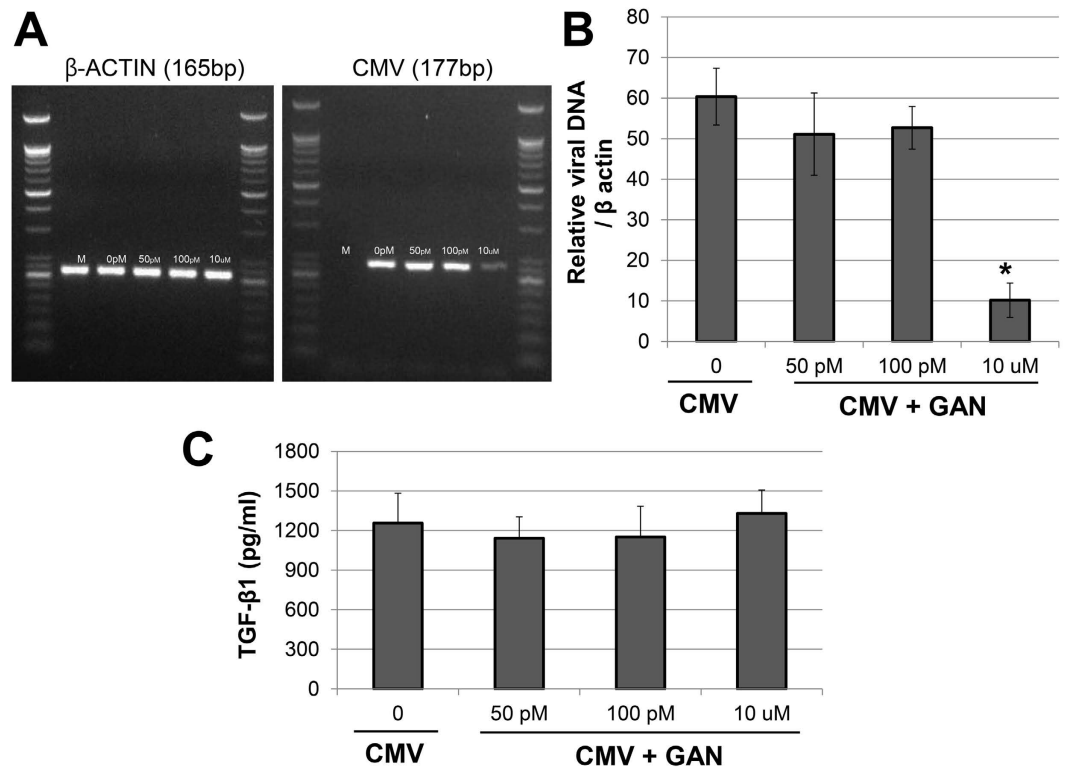 A
β-ACTIN (165bp)
CMV (177bp)
M 0pM 50pM 100pM 10uM
M 0pM 50pM 100pM 10uM
B
Relative viral DNA
/ β actin
80
70
60
50
40
30
20
10
0
*
0 50 pM 100 pM 10 uM
CMV CMV + GAN
C
TGF-β1 (pg/ml)
1800
1500
1200
900
600
300
0
0 50 pM 100 pM 10 uM
CMV CMV + GAN